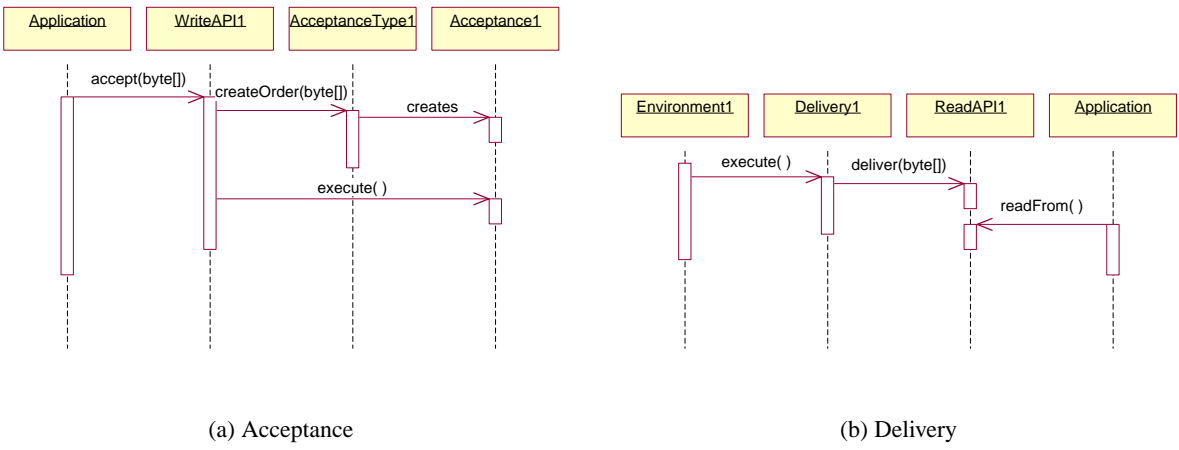 Application WriteAPI1 AcceptanceType1 Acceptance1
accept(byte[])
createOrder(byte[])
creates
execute( )
(a) Acceptance
Environment1 Delivery1 ReadAPI1 Application
execute( )
deliver(byte[])
readFrom( )
(b) Delivery